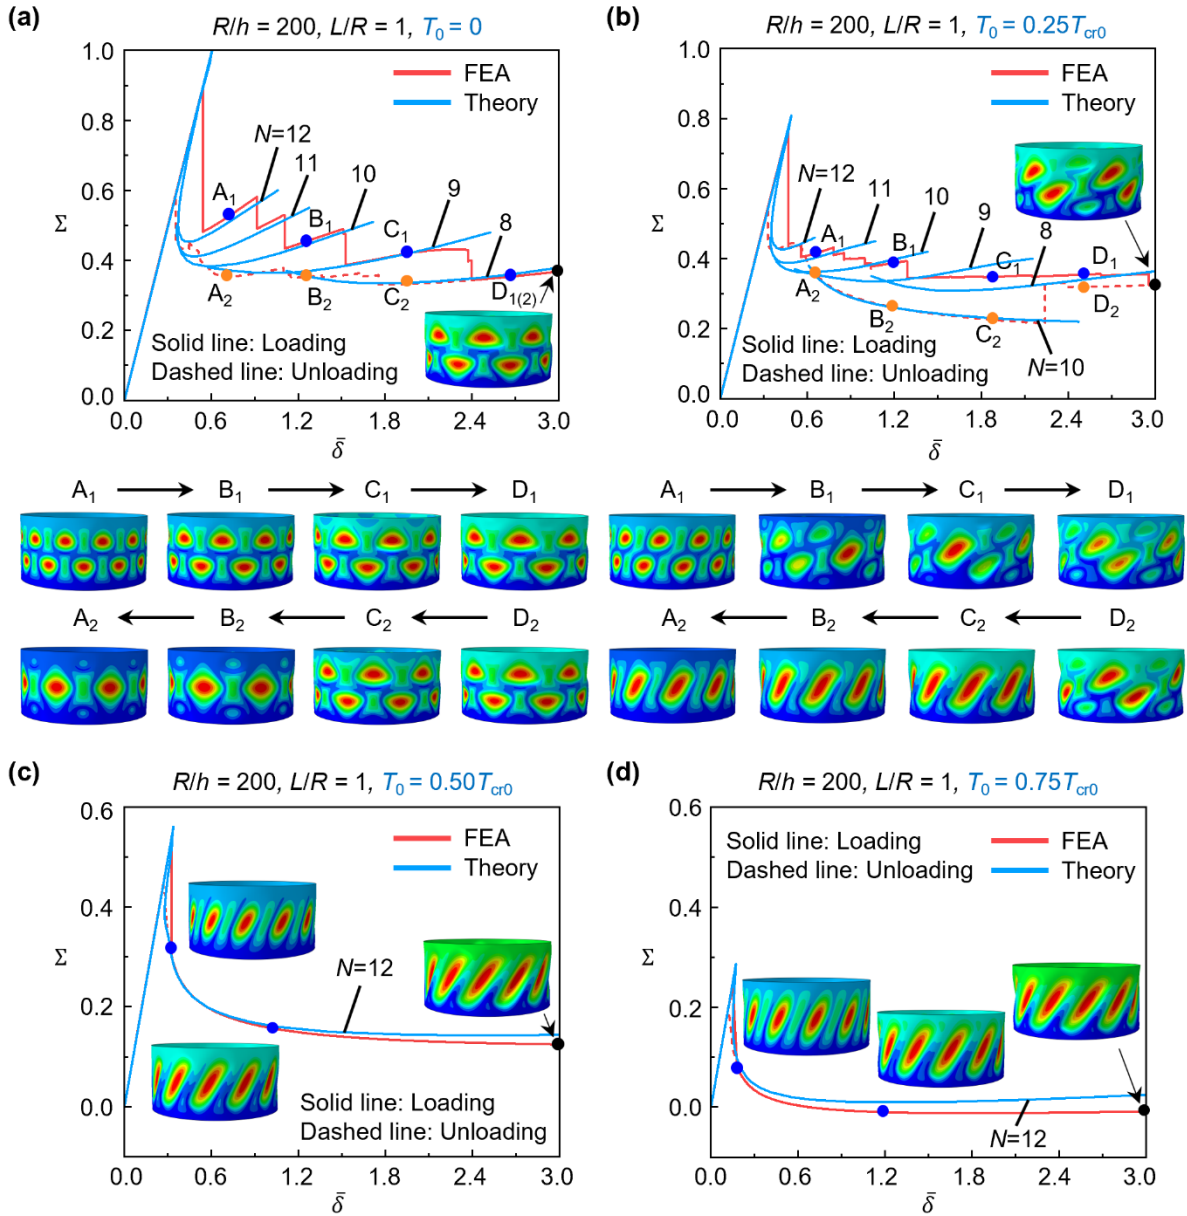 (a)
R/h = 200, L/R = 1, T₀ = 0
1.0
0.8
0.6
0.4
0.2
0.0
Σ
FEA
Theory
N=12
11
10
9
8
A₁
B₁
C₁
A₂
B₂
C₂
D₁₍₂₎
Solid line: Loading
Dashed line: Unloading
0.0 0.6 1.2 1.8 2.4 3.0
δ̄
(b)
R/h = 200, L/R = 1, T₀ = 0.25T_cr0
1.0
0.8
0.6
0.4
0.2
0.0
Σ
FEA
Theory
N=12
11
10
9
8
A₁
B₁
C₁
D₁
A₂
B₂
C₂
D₂
N=10
Solid line: Loading
Dashed line: Unloading
0.0 0.6 1.2 1.8 2.4 3.0
δ̄
A₁ B₁ C₁ D₁ A₁ B₁ C₁ D₁
A₂ B₂ C₂ D₂ A₂ B₂ C₂ D₂
(c)
R/h = 200, L/R = 1, T₀ = 0.50T_cr0
0.6
0.4
0.2
0.0
Σ
FEA
Theory
N=12
Solid line: Loading
Dashed line: Unloading
0.0 0.6 1.2 1.8 2.4 3.0
δ̄
(d)
R/h = 200, L/R = 1, T₀ = 0.75T_cr0
0.6
0.4
0.2
0.0
Σ
Solid line: Loading
Dashed line: Unloading
FEA
Theory
N=12
0.0 0.6 1.2 1.8 2.4 3.0
δ̄